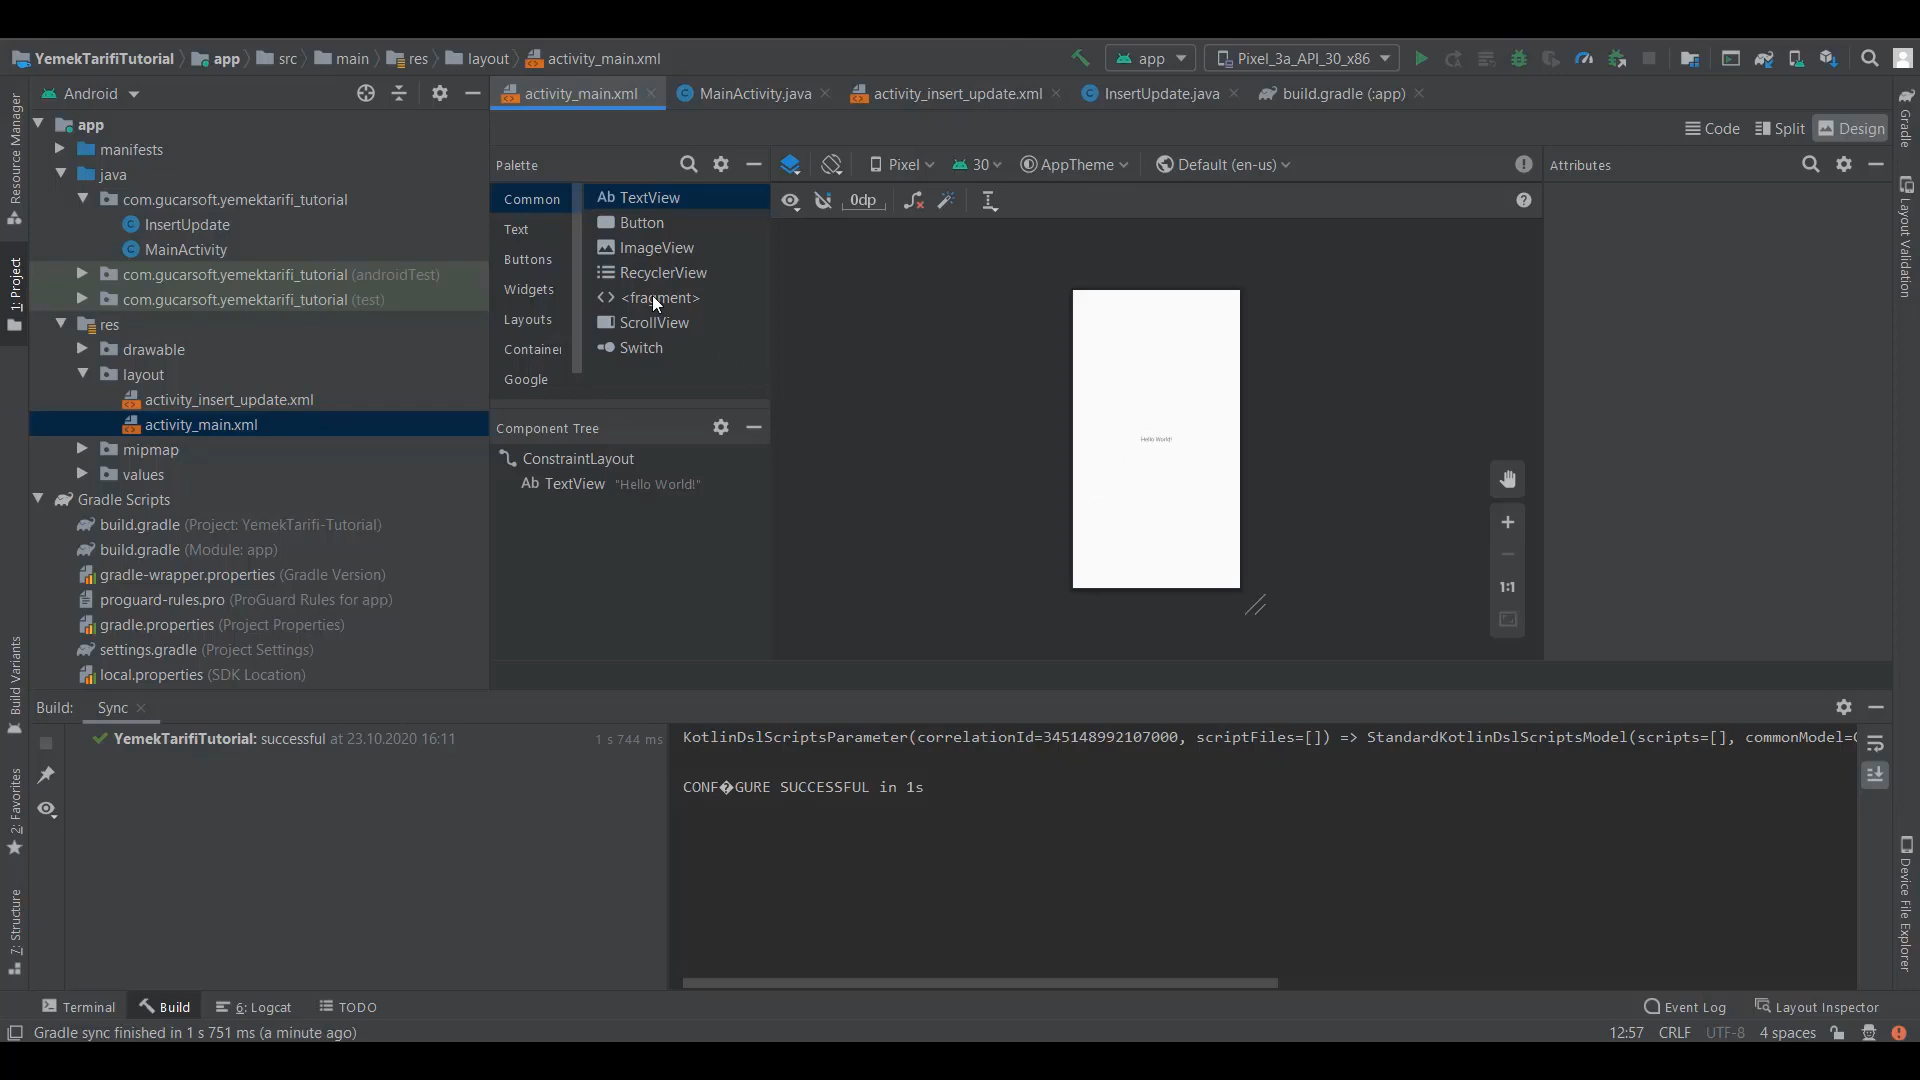 YemekTarifiTutorial app src main res layout activity_main.xml app Pixel_3a_API_30_x86
Android activity_main.xml MainActivity.java activity_insert_update.xml InsertUpdate.java build.gradle (:app)
Code Split Design
Palette Pixel 30 AppTheme Default (en-us) Attributes
0dp
Common
Text
Buttons
Widgets
Layouts
Container
Google
Ab TextView
Button
ImageView
RecyclerView
<fragment>
ScrollView
Switch
app
manifests
java
com.gucarsoft.yemektarifi_tutorial
InsertUpdate
MainActivity
com.gucarsoft.yemektarifi_tutorial (androidTest)
com.gucarsoft.yemektarifi_tutorial (test)
res
drawable
layout
activity_insert_update.xml
activity_main.xml
mipmap
values
Gradle Scripts
build.gradle (Project: YemekTarifi-Tutorial)
build.gradle (Module: app)
gradle-wrapper.properties (Gradle Version)
proguard-rules.pro (ProGuard Rules for app)
gradle.properties (Project Properties)
settings.gradle (Project Settings)
local.properties (SDK Location)
Component Tree
ConstraintLayout
Ab TextView "Hello World!"
Hello World!
1:1
Resource Manager
1: Project
Build Variants
2: Favorites
7: Structure
Gradle
Layout Validation
Device File Explorer
Build: Sync
YemekTarifiTutorial: successful at 23.10.2020 16:11 1 s 744 ms
KotlinDslScriptsParameter(correlationId=345148992107000, scriptFiles=[]) => StandardKotlinDslScriptsModel(scripts=[], commonModel=C
CONF�GURE SUCCESSFUL in 1s
Terminal Build 6: Logcat TODO Event Log Layout Inspector
Gradle sync finished in 1 s 751 ms (a minute ago) 12:57 CRLF UTF-8 4 spaces